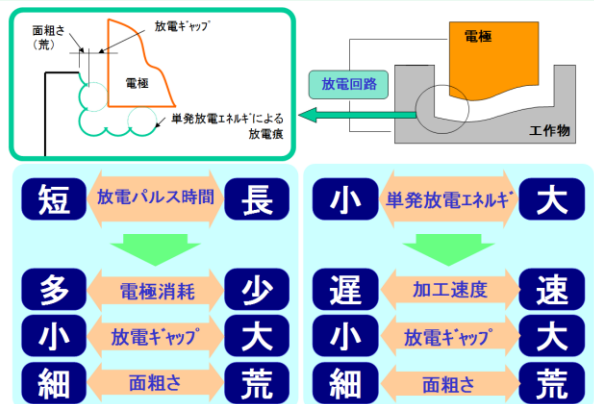 面粗さ
(荒)
放電ギャップ
電極
単発放電エネルギによる
放電痕
放電回路
電極
工作物
短 放電パルス時間 長
多 電極消耗 少
小 放電ギャップ 大
細 面粗さ 荒
小 単発放電エネルギ 大
遅 加工速度 速
小 放電ギャップ 大
細 面粗さ 荒